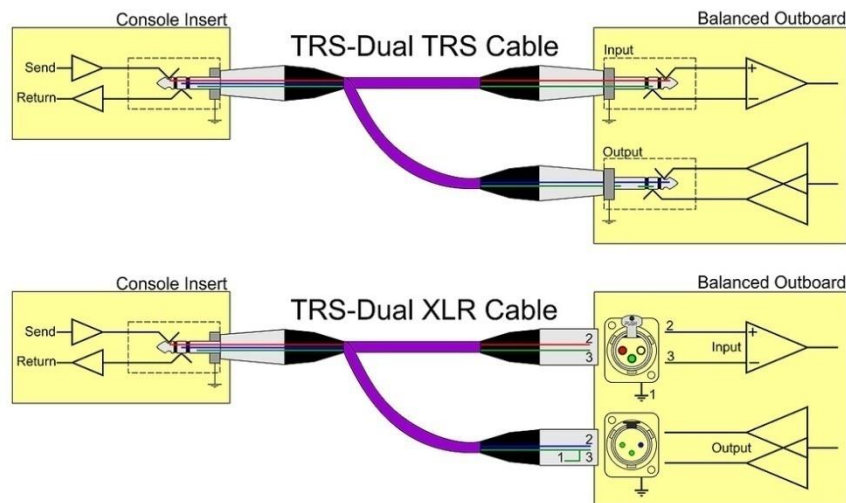 Console Insert
Balanced Outboard
TRS-Dual TRS Cable
Send
Return
Input
+
−
Output
Console Insert
Balanced Outboard
TRS-Dual XLR Cable
Send
Return
2
3
PUSH
2
3
1
Input
+
−
2
1 3
Output